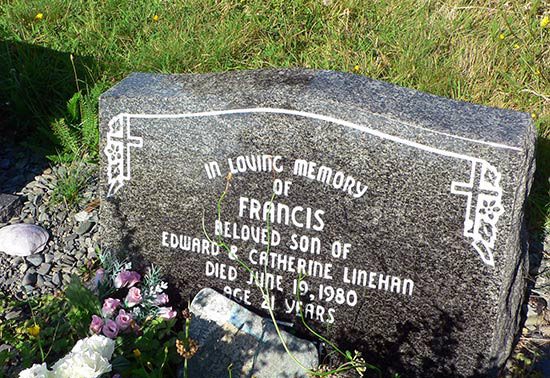 IN LOVING MEMORY
OF
FRANCIS
BELOVED SON OF
EDWARD & CATHERINE LINEHAN
DIED JUNE 19, 1980
AGE 21 YEARS